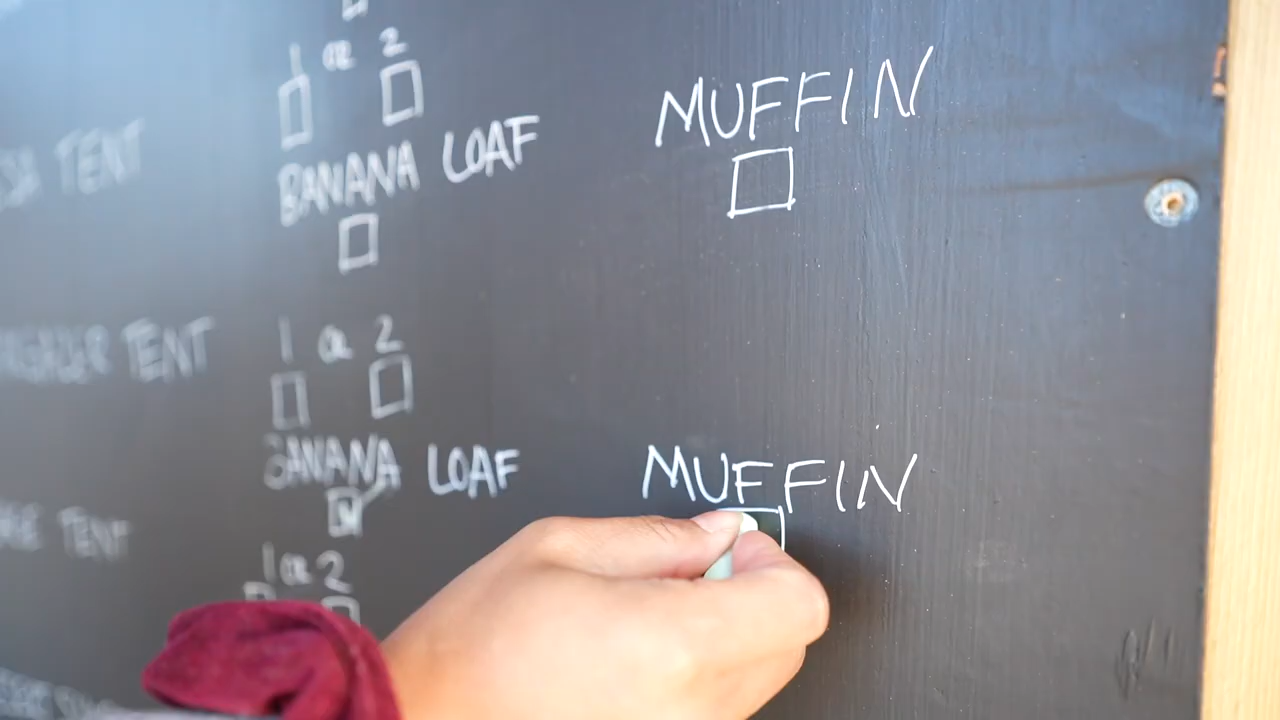 1 or 2
MUFFIN
TENT
BANANA LOAF
1 or 2
TENT
BANANA LOAF
MUFFIN
TENT
1 or 2